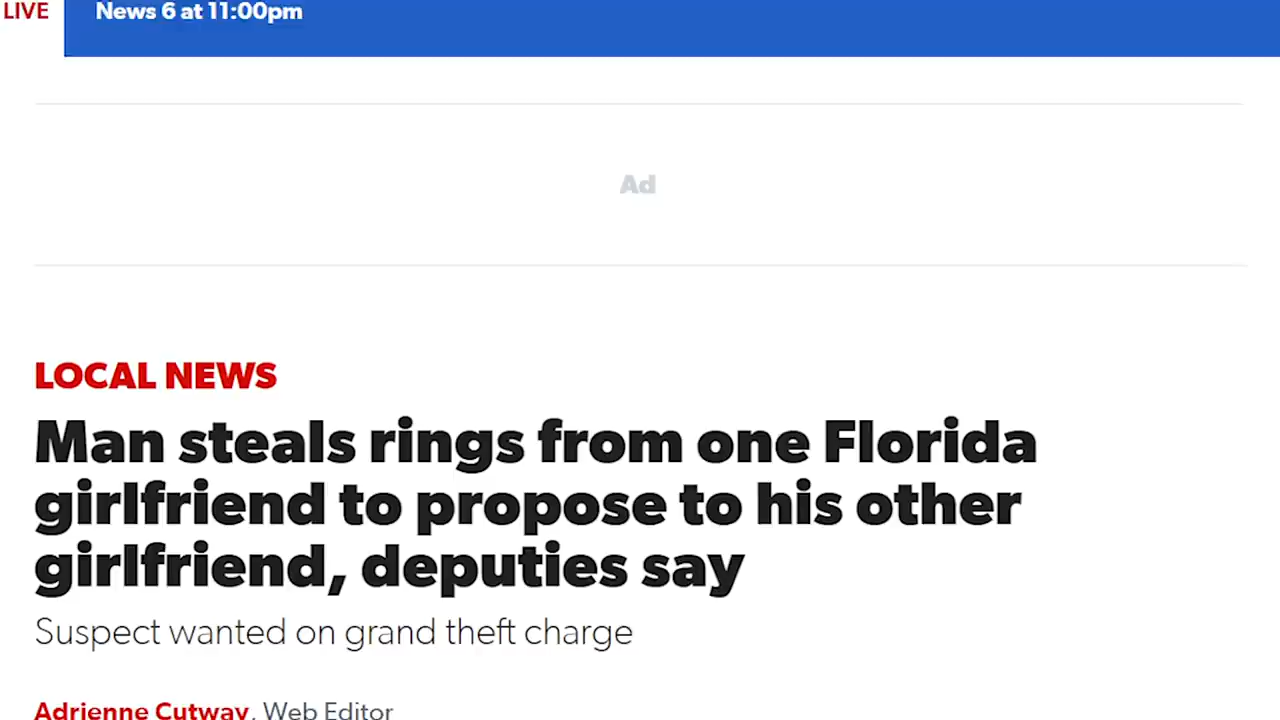 LIVE
News 6 at 11:00pm
Ad
LOCAL NEWS
Man steals rings from one Florida
girlfriend to propose to his other
girlfriend, deputies say
Suspect wanted on grand theft charge
Adrienne Cutway, Web Editor